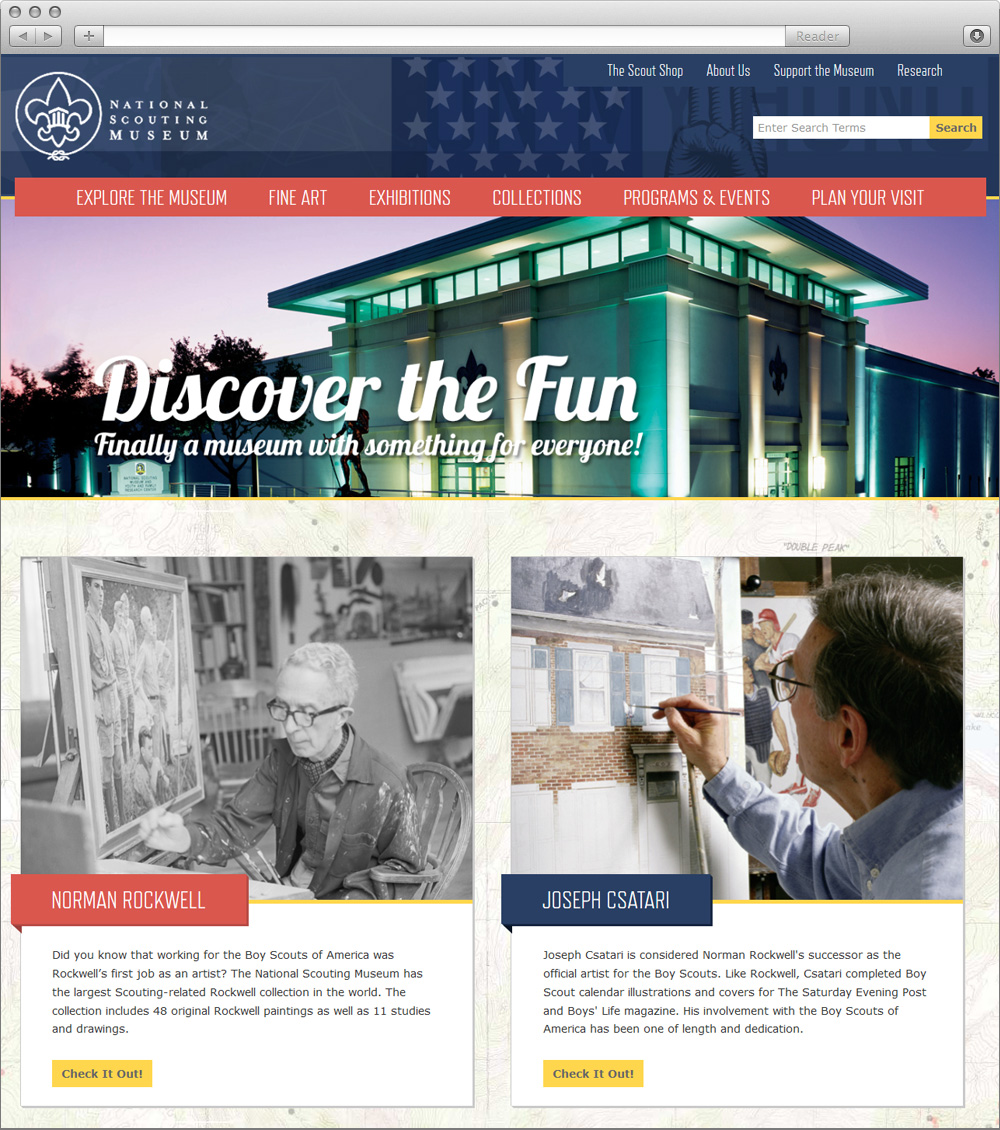 Reader
The Scout Shop About Us Support the Museum Research
NATIONAL
SCOUTING
MUSEUM
Enter Search Terms Search
EXPLORE THE MUSEUM FINE ART EXHIBITIONS COLLECTIONS PROGRAMS & EVENTS PLAN YOUR VISIT
Discover the Fun
Finally a museum with something for everyone!
NATIONAL SCOUTING
MUSEUM AND
RESEARCH CENTER
"DOUBLE PEAK"
NORMAN ROCKWELL
Did you know that working for the Boy Scouts of America was
Rockwell’s first job as an artist? The National Scouting Museum has
the largest Scouting-related Rockwell collection in the world. The
collection includes 48 original Rockwell paintings as well as 11 studies
and drawings.
Check It Out!
JOSEPH CSATARI
Joseph Csatari is considered Norman Rockwell's successor as the
official artist for the Boy Scouts. Like Rockwell, Csatari completed Boy
Scout calendar illustrations and covers for The Saturday Evening Post
and Boys' Life magazine. His involvement with the Boy Scouts of
America has been one of length and dedication.
Check It Out!